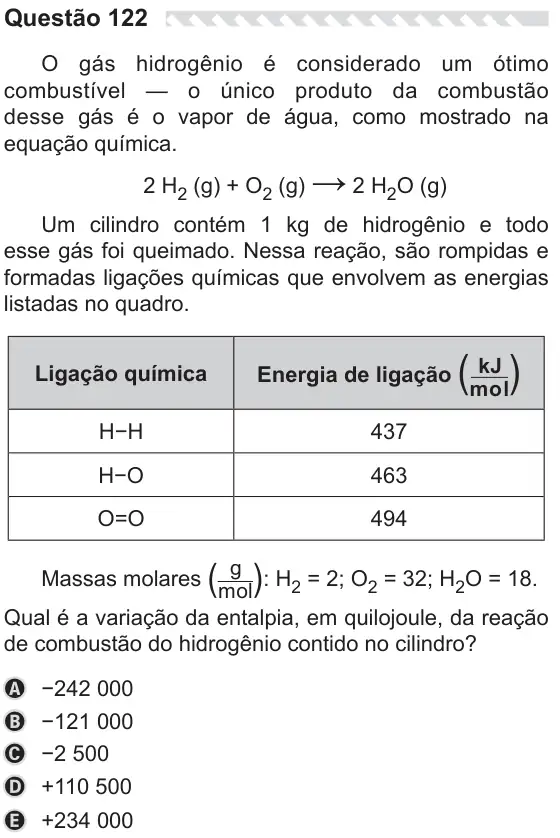 Questão 122
O gás hidrogênio é considerado um ótimo
combustível — o único produto da combustão
desse gás é o vapor de água, como mostrado na
equação química.
2 H₂ (g) + O₂ (g) ⟶ 2 H₂O (g)
Um cilindro contém 1 kg de hidrogênio e todo
esse gás foi queimado. Nessa reação, são rompidas e
formadas ligações químicas que envolvem as energias
listadas no quadro.
Ligação química Energia de ligação (kJ/mol)
H−H 437
H−O 463
O=O 494
Massas molares (g/mol): H₂ = 2; O₂ = 32; H₂O = 18.
Qual é a variação da entalpia, em quilojoule, da reação
de combustão do hidrogênio contido no cilindro?
A −242 000
B −121 000
C −2 500
D +110 500
E +234 000